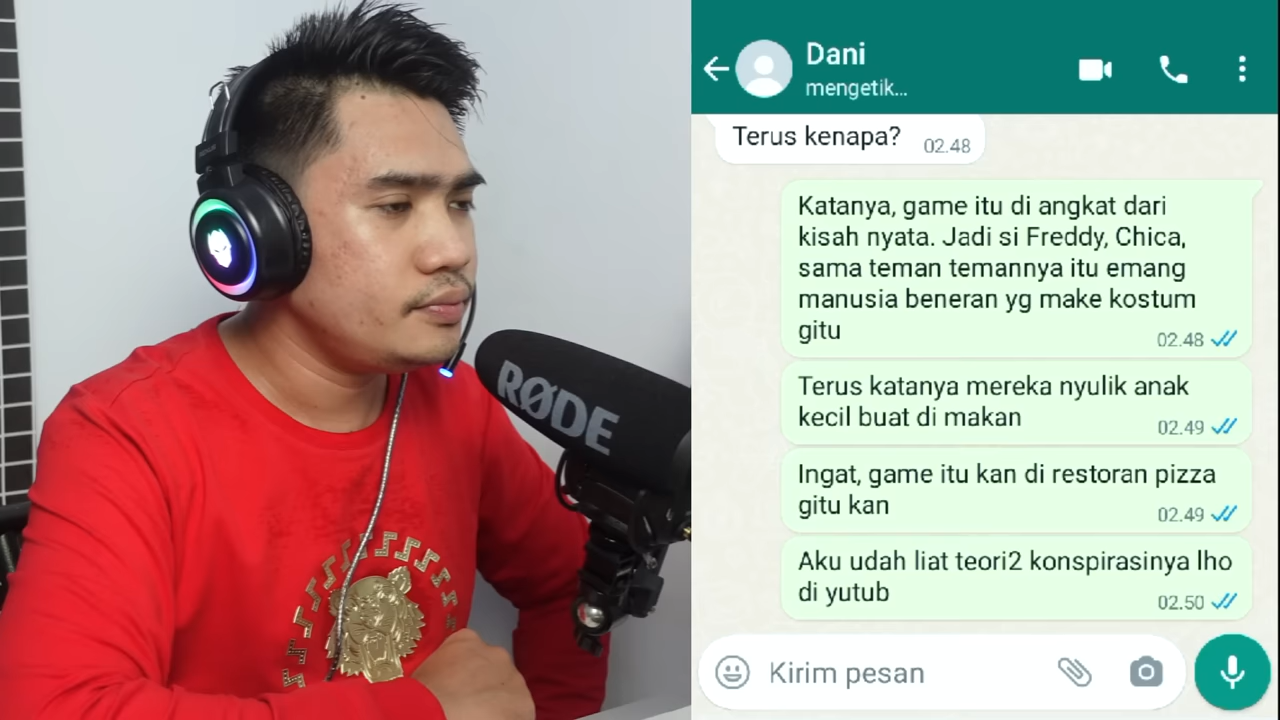 RØDE
Dani
mengetik...
Terus kenapa? 02.48
Katanya, game itu di angkat dari
kisah nyata. Jadi si Freddy, Chica,
sama teman temannya itu emang
manusia beneran yg make kostum
gitu
02.48
Terus katanya mereka nyulik anak
kecil buat di makan
02.49
Ingat, game itu kan di restoran pizza
gitu kan
02.49
Aku udah liat teori2 konspirasinya lho
di yutub
02.50
Kirim pesan